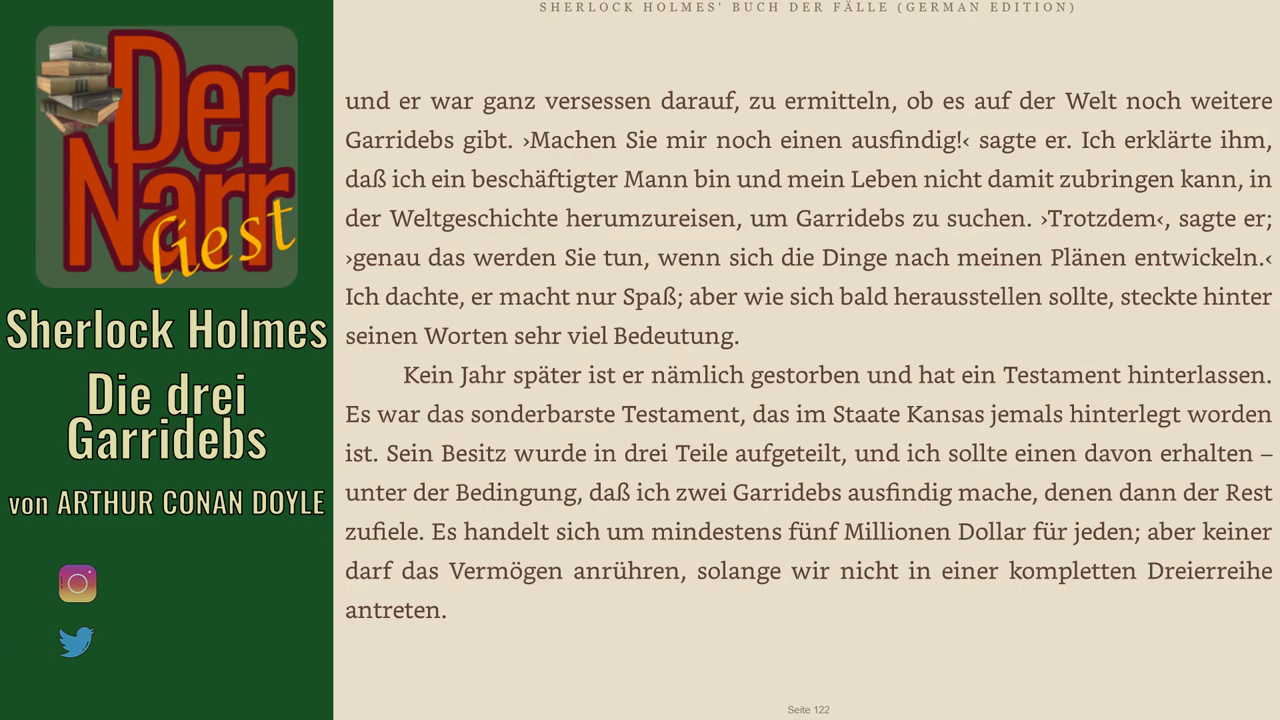 Der
Narr
liest
Sherlock Holmes
Die drei
Garridebs
von ARTHUR CONAN DOYLE
SHERLOCK HOLMES' BUCH DER FÄLLE (GERMAN EDITION)
und er war ganz versessen darauf, zu ermitteln, ob es auf der Welt noch weitere
Garridebs gibt. ›Machen Sie mir noch einen ausfindig!‹ sagte er. Ich erklärte ihm,
daß ich ein beschäftigter Mann bin und mein Leben nicht damit zubringen kann, in
der Weltgeschichte herumzureisen, um Garridebs zu suchen. ›Trotzdem‹, sagte er;
›genau das werden Sie tun, wenn sich die Dinge nach meinen Plänen entwickeln.‹
Ich dachte, er macht nur Spaß; aber wie sich bald herausstellen sollte, steckte hinter
seinen Worten sehr viel Bedeutung.
Kein Jahr später ist er nämlich gestorben und hat ein Testament hinterlassen.
Es war das sonderbarste Testament, das im Staate Kansas jemals hinterlegt worden
ist. Sein Besitz wurde in drei Teile aufgeteilt, und ich sollte einen davon erhalten –
unter der Bedingung, daß ich zwei Garridebs ausfindig mache, denen dann der Rest
zufiele. Es handelt sich um mindestens fünf Millionen Dollar für jeden; aber keiner
darf das Vermögen anrühren, solange wir nicht in einer kompletten Dreierreihe
antreten.
Seite 122